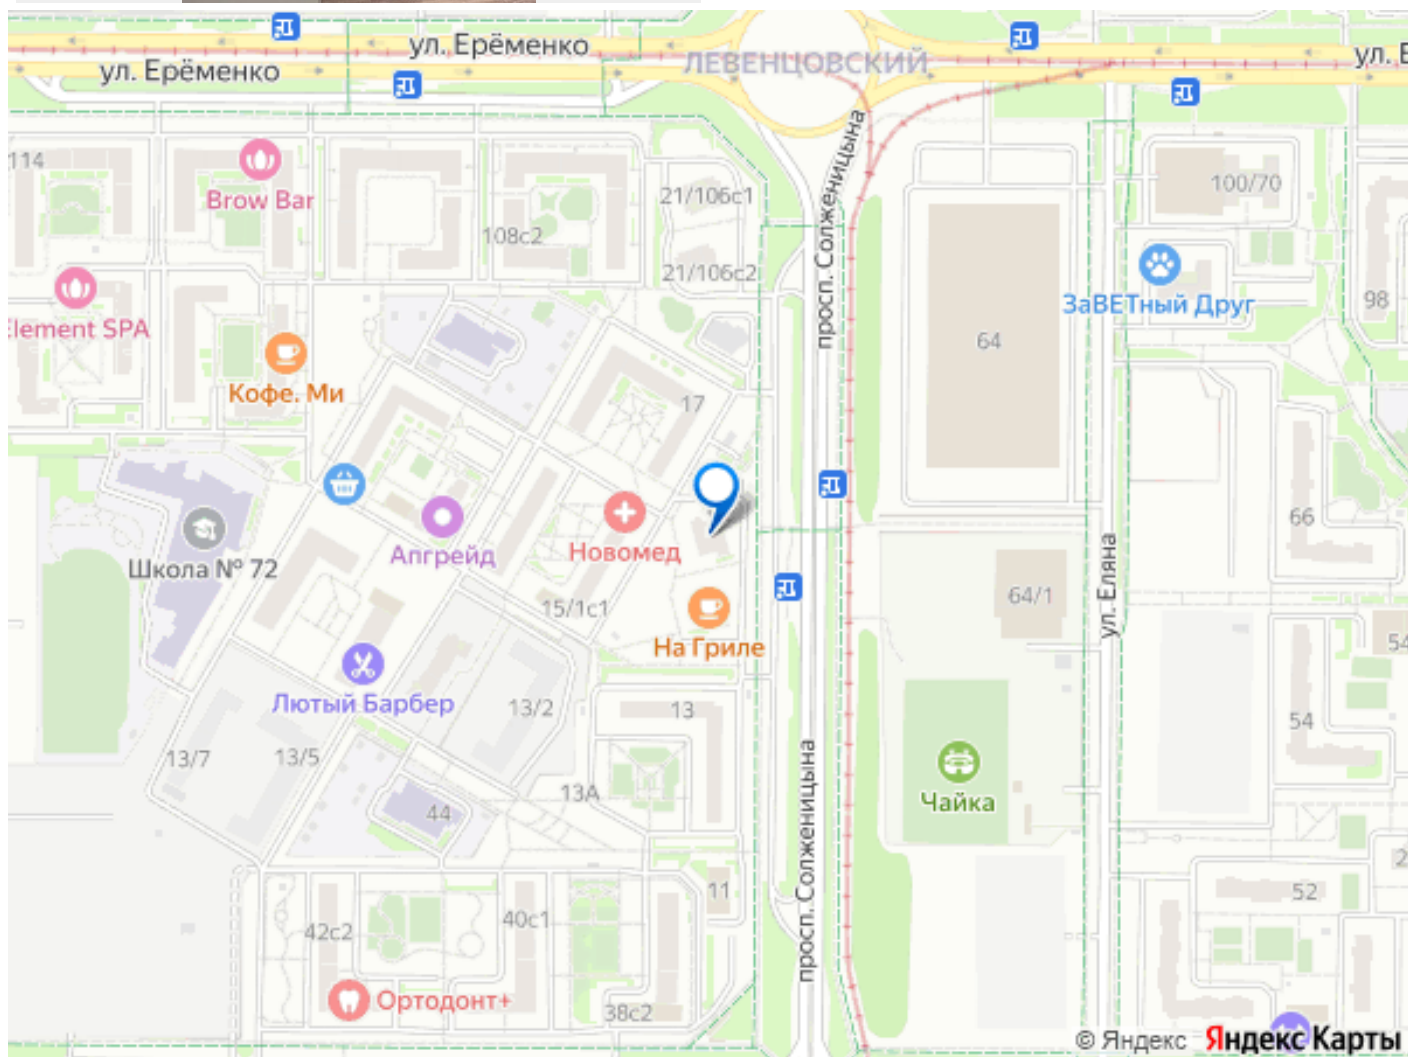 ул. Ерёменко
ул. Ерёменко
ЛЕВЕНЦОВСКИЙ
ул. Е
114
Brow Bar
21/106с1
108с2
21/106с2
просп. Солженицына
100/70
ЗаВЕТный Друг
98
Element SPA
Кофе. Ми
64
17
66
Школа № 72
Апгрейд
Новомед
15/1с1
64/1
ул. Еляна
На Гриле
54
Лютый Барбер
13/2
13
54
13/7
13/5
13А
44
Чайка
просп. Солженицына
11
52
2
42с2
40с1
Ортодонт+
38с2
© Яндекс Яндекс Карты